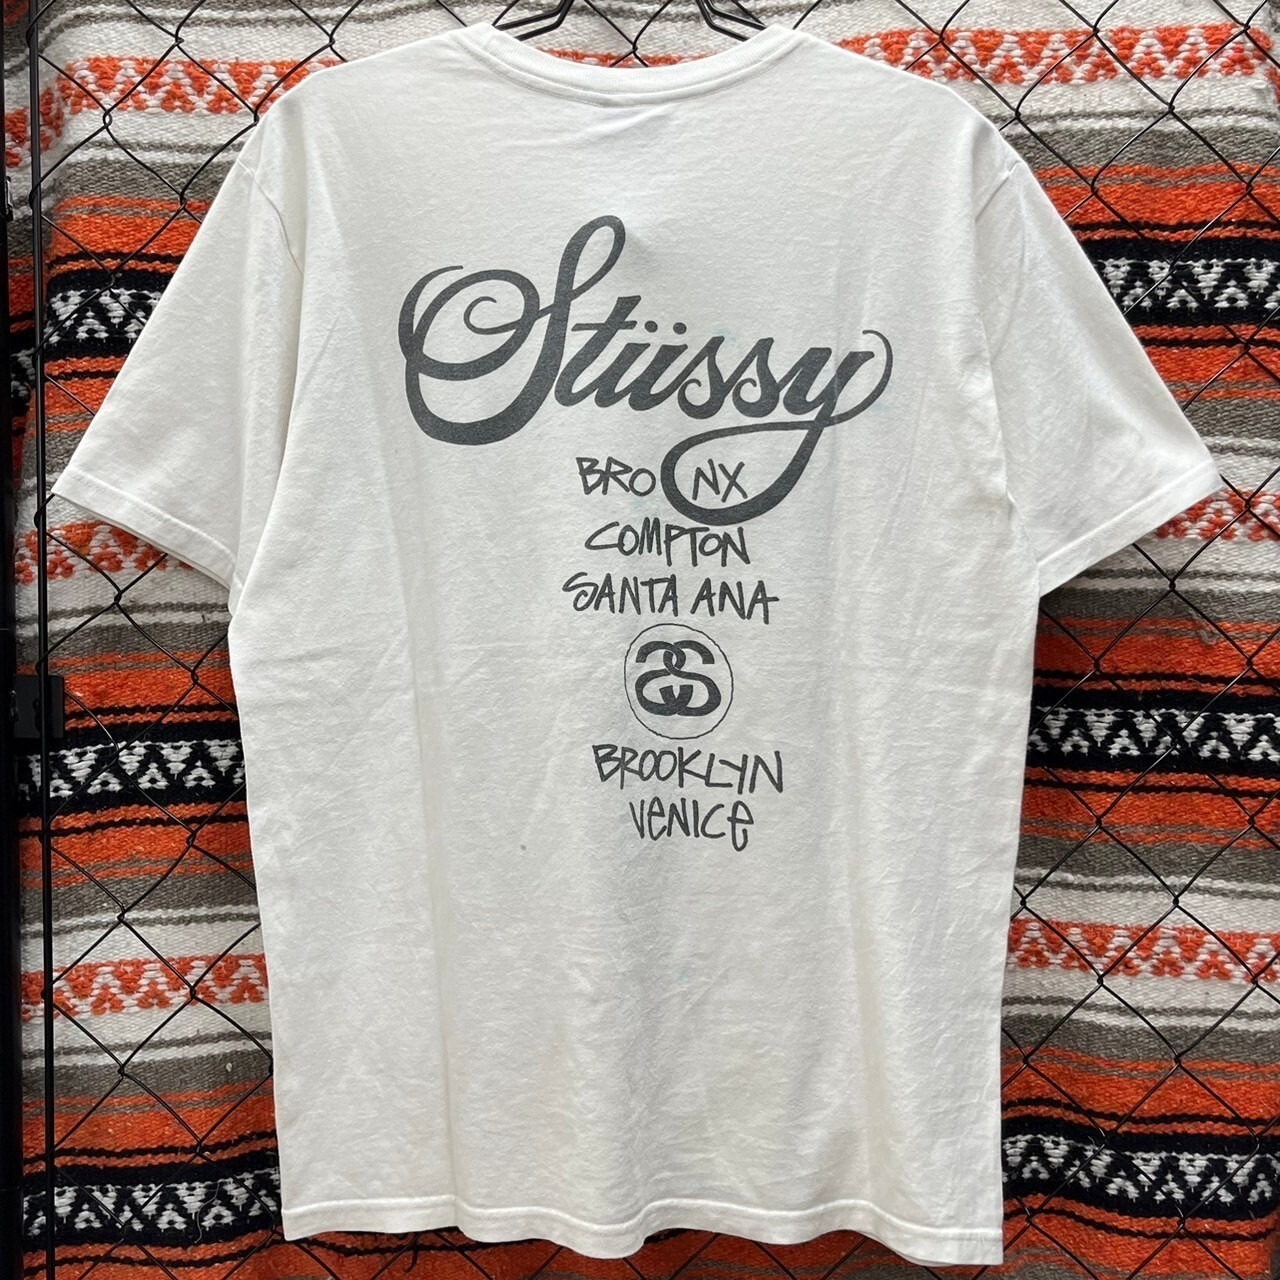 Stüssy
BRONX
COMPTON
SANTA ANA
SS
BROOKLYN
VENICE